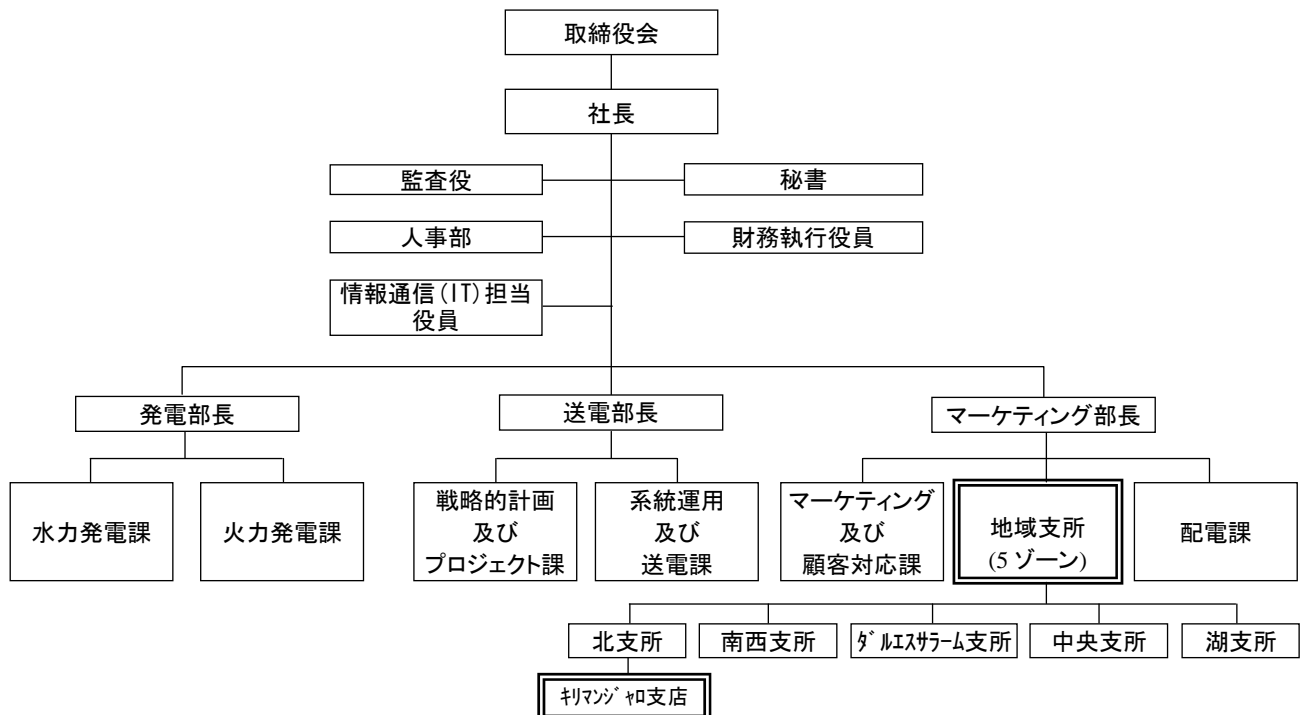 取締役会
社長
監査役
秘書
人事部
財務執行役員
情報通信(IT)担当
役員
発電部長
送電部長
マーケティング部長
水力発電課
火力発電課
戦略的計画
及び
プロジェクト課
系統運用
及び
送電課
マーケティング
及び
顧客対応課
地域支所
(5 ゾーン)
配電課
北支所
南西支所
ﾀﾞﾙｴｽｻﾗｰﾑ支所
中央支所
湖支所
ｷﾘﾏﾝｼﾞｬﾛ支店